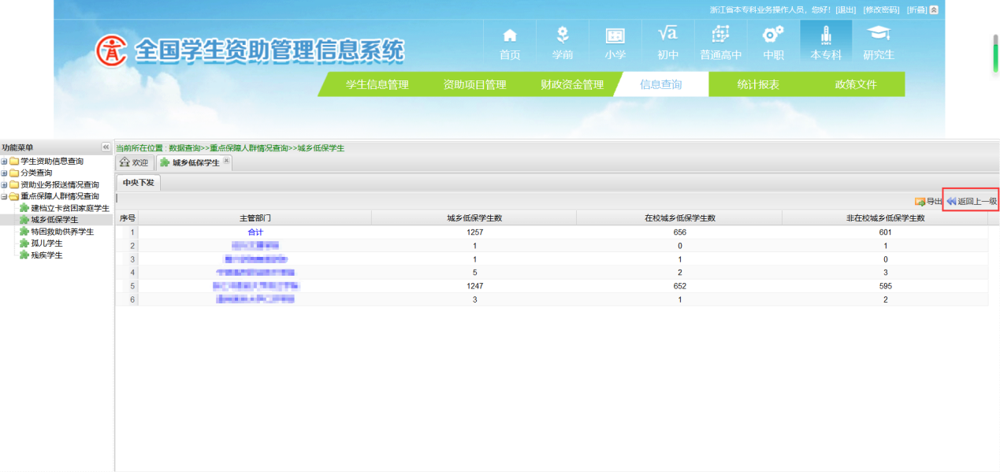 浙江省本专科业务操作人员，您好！ [退出] [修改密码] [折叠]
全国学生资助管理信息系统
首页 学前 小学 初中 普通高中 中职 本专科 研究生
学生信息管理 资助项目管理 财政资金管理 信息查询 统计报表 政策文件
功能菜单
学生资助信息查询
分类查询
资助业务报送情况查询
重点保障人群情况查询
建档立卡贫困家庭学生
城乡低保学生
特困救助供养学生
孤儿学生
残疾学生
当前所在位置 : 数据查询>>重点保障人群情况查询>>城乡低保学生
欢迎 城乡低保学生
中央下发
导出 返回上一级
序号 主管部门 城乡低保学生数 在校城乡低保学生数 非在校城乡低保学生数
1 合计 1257 656 601
2 1 0 1
3 1 1 0
4 5 2 3
5 1247 652 595
6 3 1 2